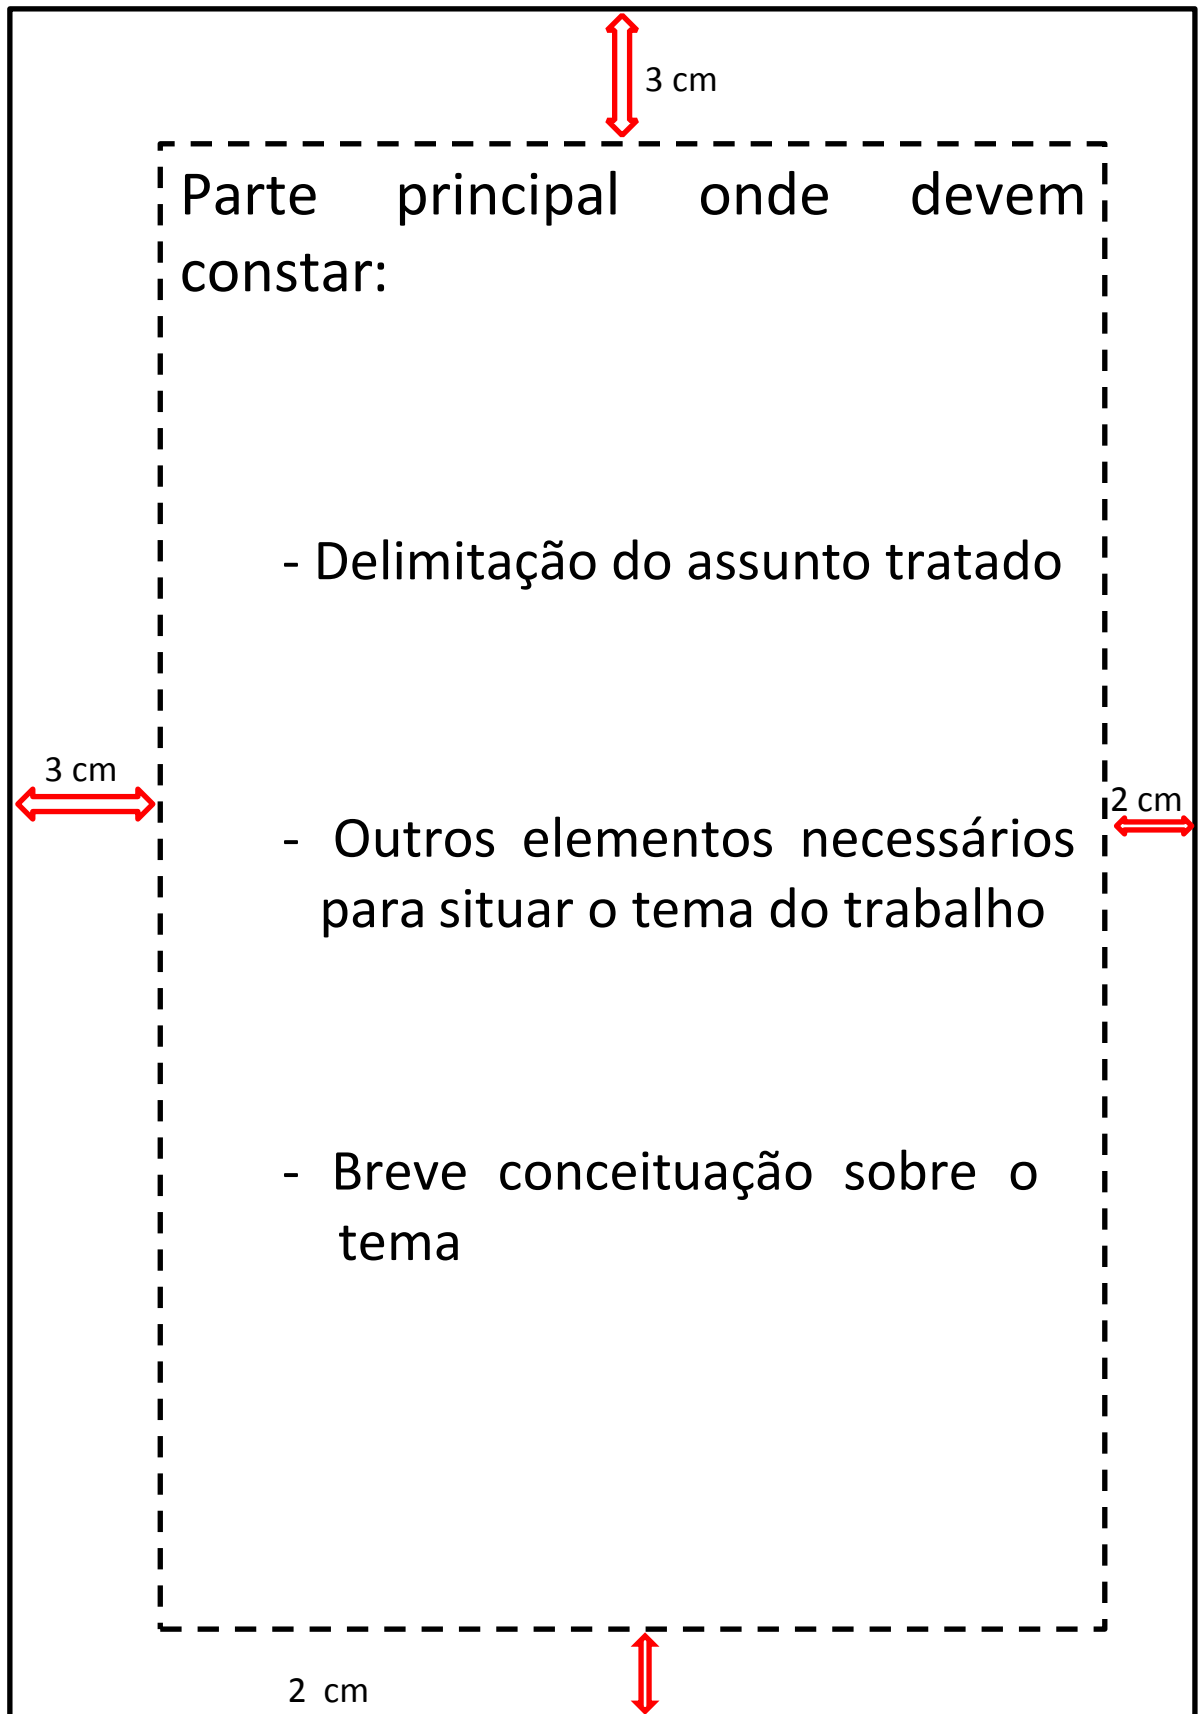 3 cm
Parte principal onde devem
constar:
- Delimitação do assunto tratado
3 cm
2 cm
- Outros elementos necessários
para situar o tema do trabalho
- Breve conceituação sobre o
tema
2 cm